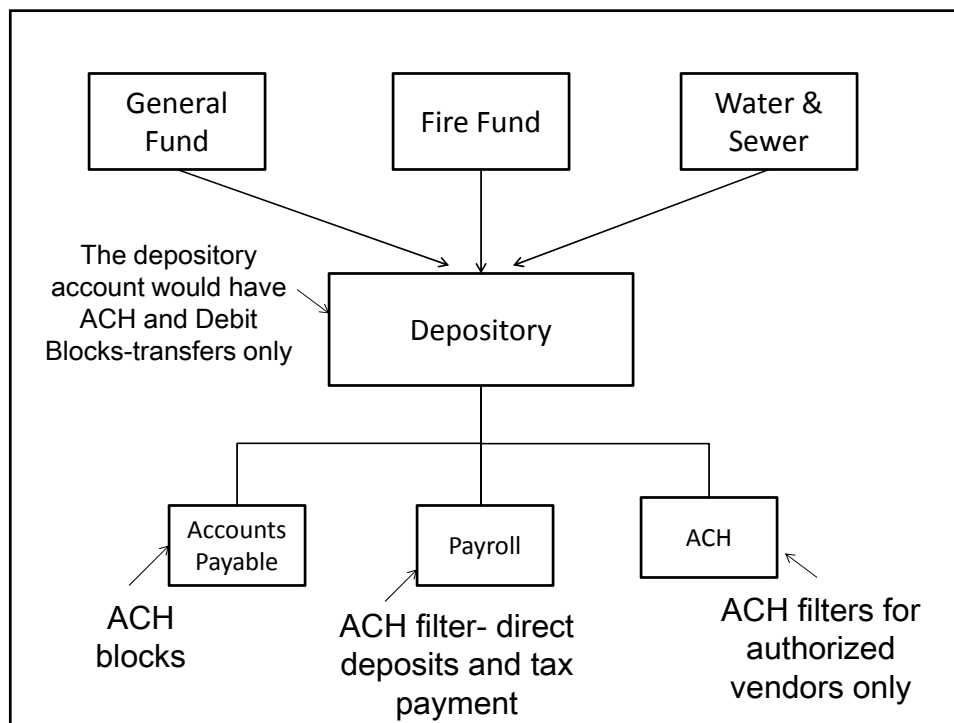 General
Fund
Fire Fund
Water &
Sewer
The depository
account would have
ACH and Debit
Blocks-transfers only
Depository
Accounts
Payable
Payroll
ACH
ACH
blocks
ACH filter- direct
deposits and tax
payment
ACH filters for
authorized
vendors only